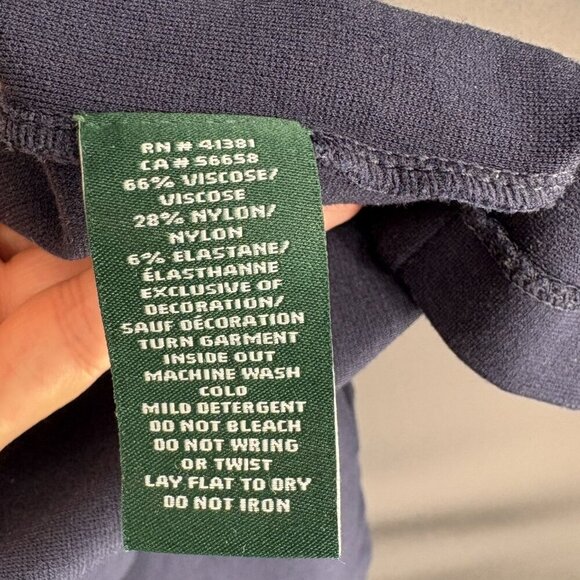 RN # 41381
CA # 56658
66% VISCOSE/
VISCOSE
28% NYLON/
NYLON
6% ELASTANE/
ÉLASTHANNE
EXCLUSIVE OF
DECORATION/
SAUF DÉCORATION
TURN GARMENT
INSIDE OUT
MACHINE WASH
COLD
MILD DETERGENT
DO NOT BLEACH
DO NOT WRING
OR TWIST
LAY FLAT TO DRY
DO NOT IRON